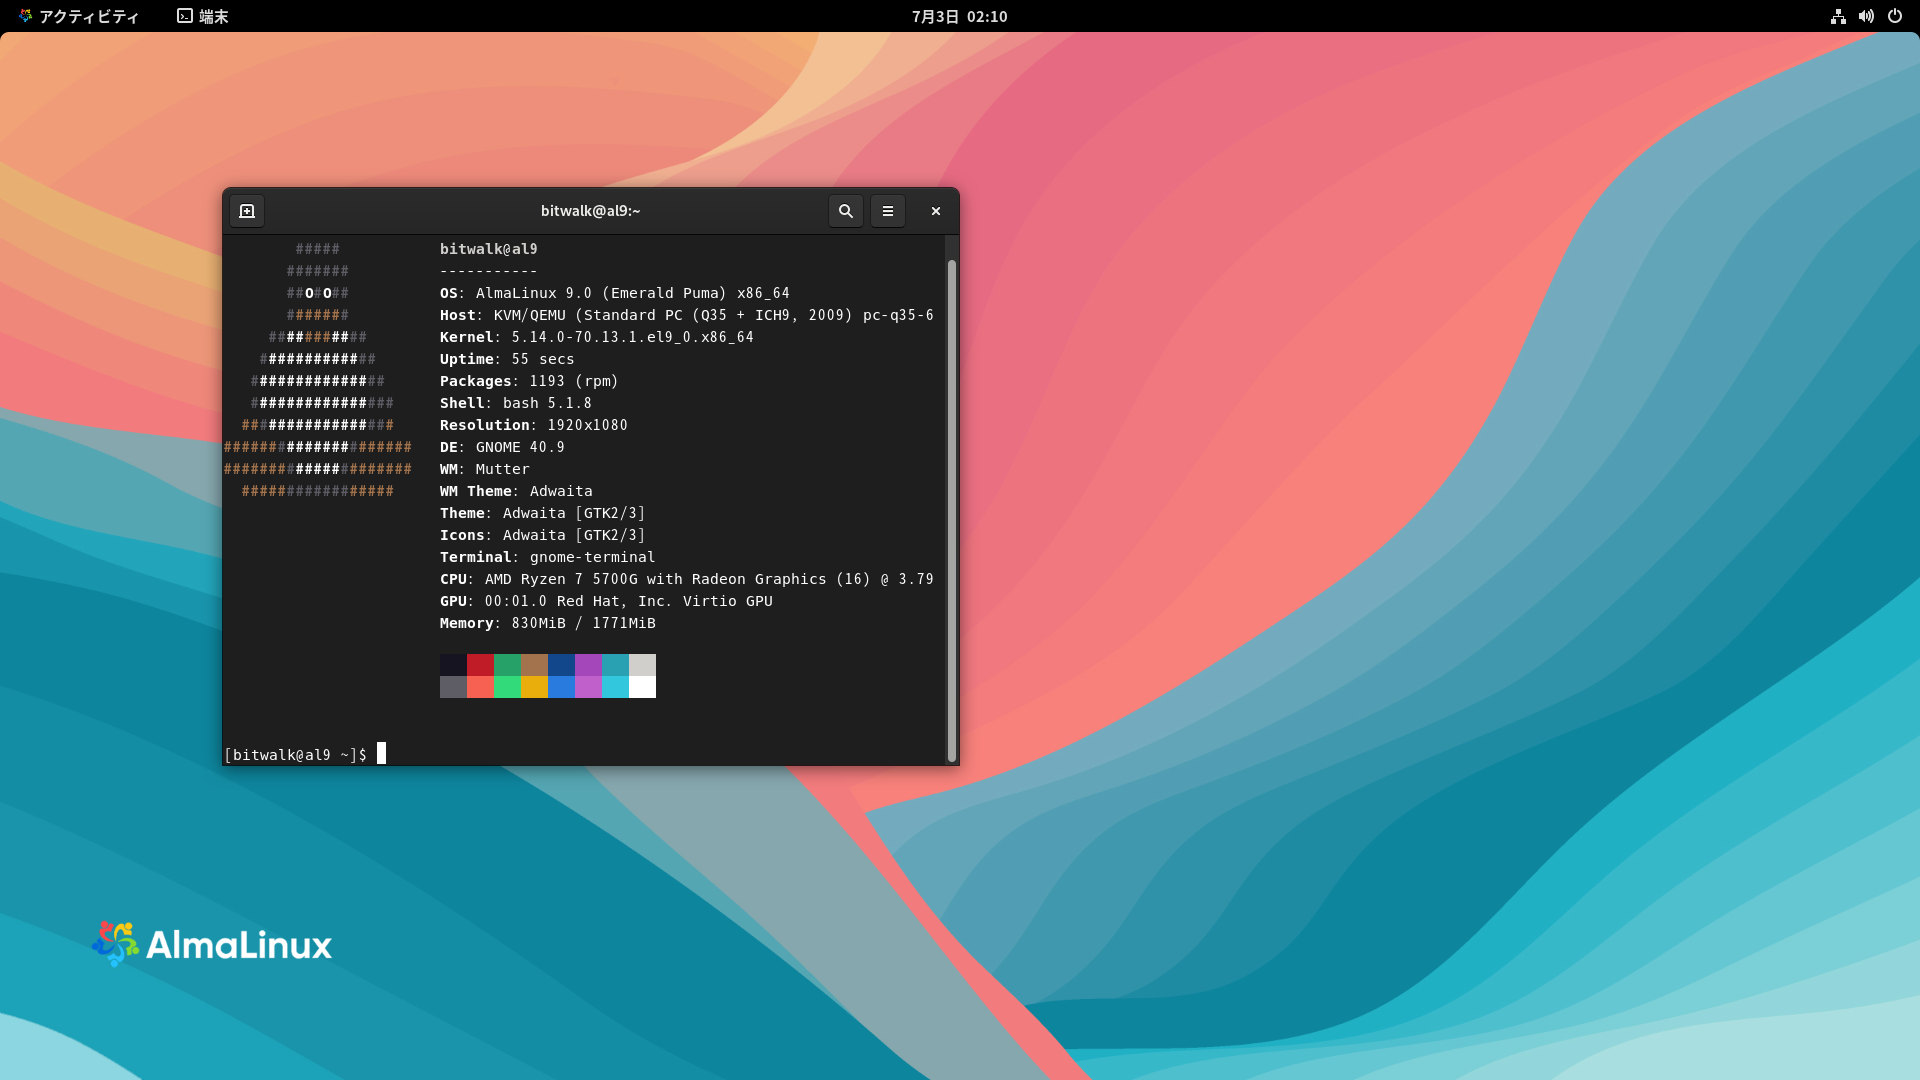 アクティビティ
端末
7月3日 02:10
bitwalk@al9:~
##### bitwalk@al9
####### -----------
##O#O## OS: AlmaLinux 9.0 (Emerald Puma) x86_64
####### Host: KVM/QEMU (Standard PC (Q35 + ICH9, 2009) pc-q35-6
########### Kernel: 5.14.0-70.13.1.el9_0.x86_64
############# Uptime: 55 secs
############### Packages: 1193 (rpm)
################ Shell: bash 5.1.8
################# Resolution: 1920x1080
##################### DE: GNOME 40.9
##################### WM: Mutter
################# WM Theme: Adwaita
Theme: Adwaita [GTK2/3]
Icons: Adwaita [GTK2/3]
Terminal: gnome-terminal
CPU: AMD Ryzen 7 5700G with Radeon Graphics (16) @ 3.79
GPU: 00:01.0 Red Hat, Inc. Virtio GPU
Memory: 830MiB / 1771MiB
[bitwalk@al9 ~]$
AlmaLinux